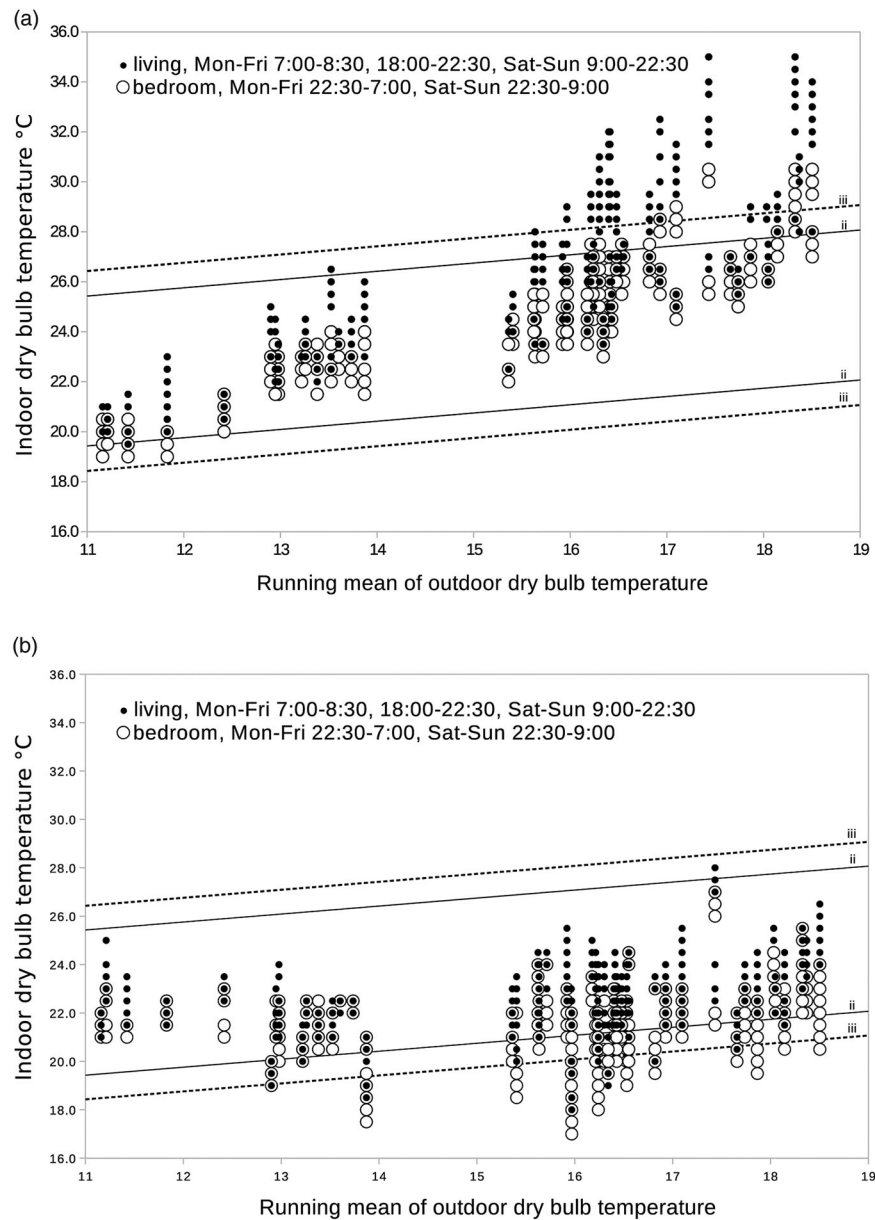 (a)
36.0
34.0
32.0
30.0
28.0
26.0
24.0
22.0
20.0
18.0
16.0
Indoor dry bulb temperature °C
living, Mon-Fri 7:00-8:30, 18:00-22:30, Sat-Sun 9:00-22:30
bedroom, Mon-Fri 22:30-7:00, Sat-Sun 22:30-9:00
iii
ii
ii
iii
11 12 13 14 15 16 17 18 19
Running mean of outdoor dry bulb temperature
(b)
36.0
34.0
32.0
30.0
28.0
26.0
24.0
22.0
20.0
18.0
16.0
Indoor dry bulb temperature °C
living, Mon-Fri 7:00-8:30, 18:00-22:30, Sat-Sun 9:00-22:30
bedroom, Mon-Fri 22:30-7:00, Sat-Sun 22:30-9:00
iii
ii
ii
iii
11 12 13 14 15 16 17 18 19
Running mean of outdoor dry bulb temperature